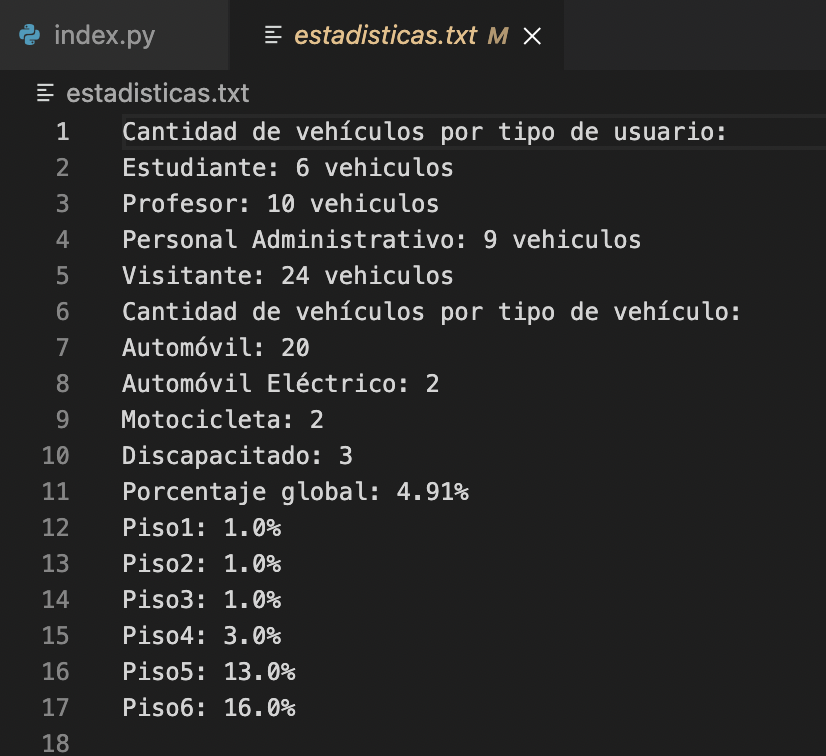 index.py estadisticas.txt M
estadisticas.txt
1 Cantidad de vehículos por tipo de usuario:
2 Estudiante: 6 vehiculos
3 Profesor: 10 vehiculos
4 Personal Administrativo: 9 vehiculos
5 Visitante: 24 vehiculos
6 Cantidad de vehículos por tipo de vehículo:
7 Automóvil: 20
8 Automóvil Eléctrico: 2
9 Motocicleta: 2
10 Discapacitado: 3
11 Porcentaje global: 4.91%
12 Piso1: 1.0%
13 Piso2: 1.0%
14 Piso3: 1.0%
15 Piso4: 3.0%
16 Piso5: 13.0%
17 Piso6: 16.0%
18